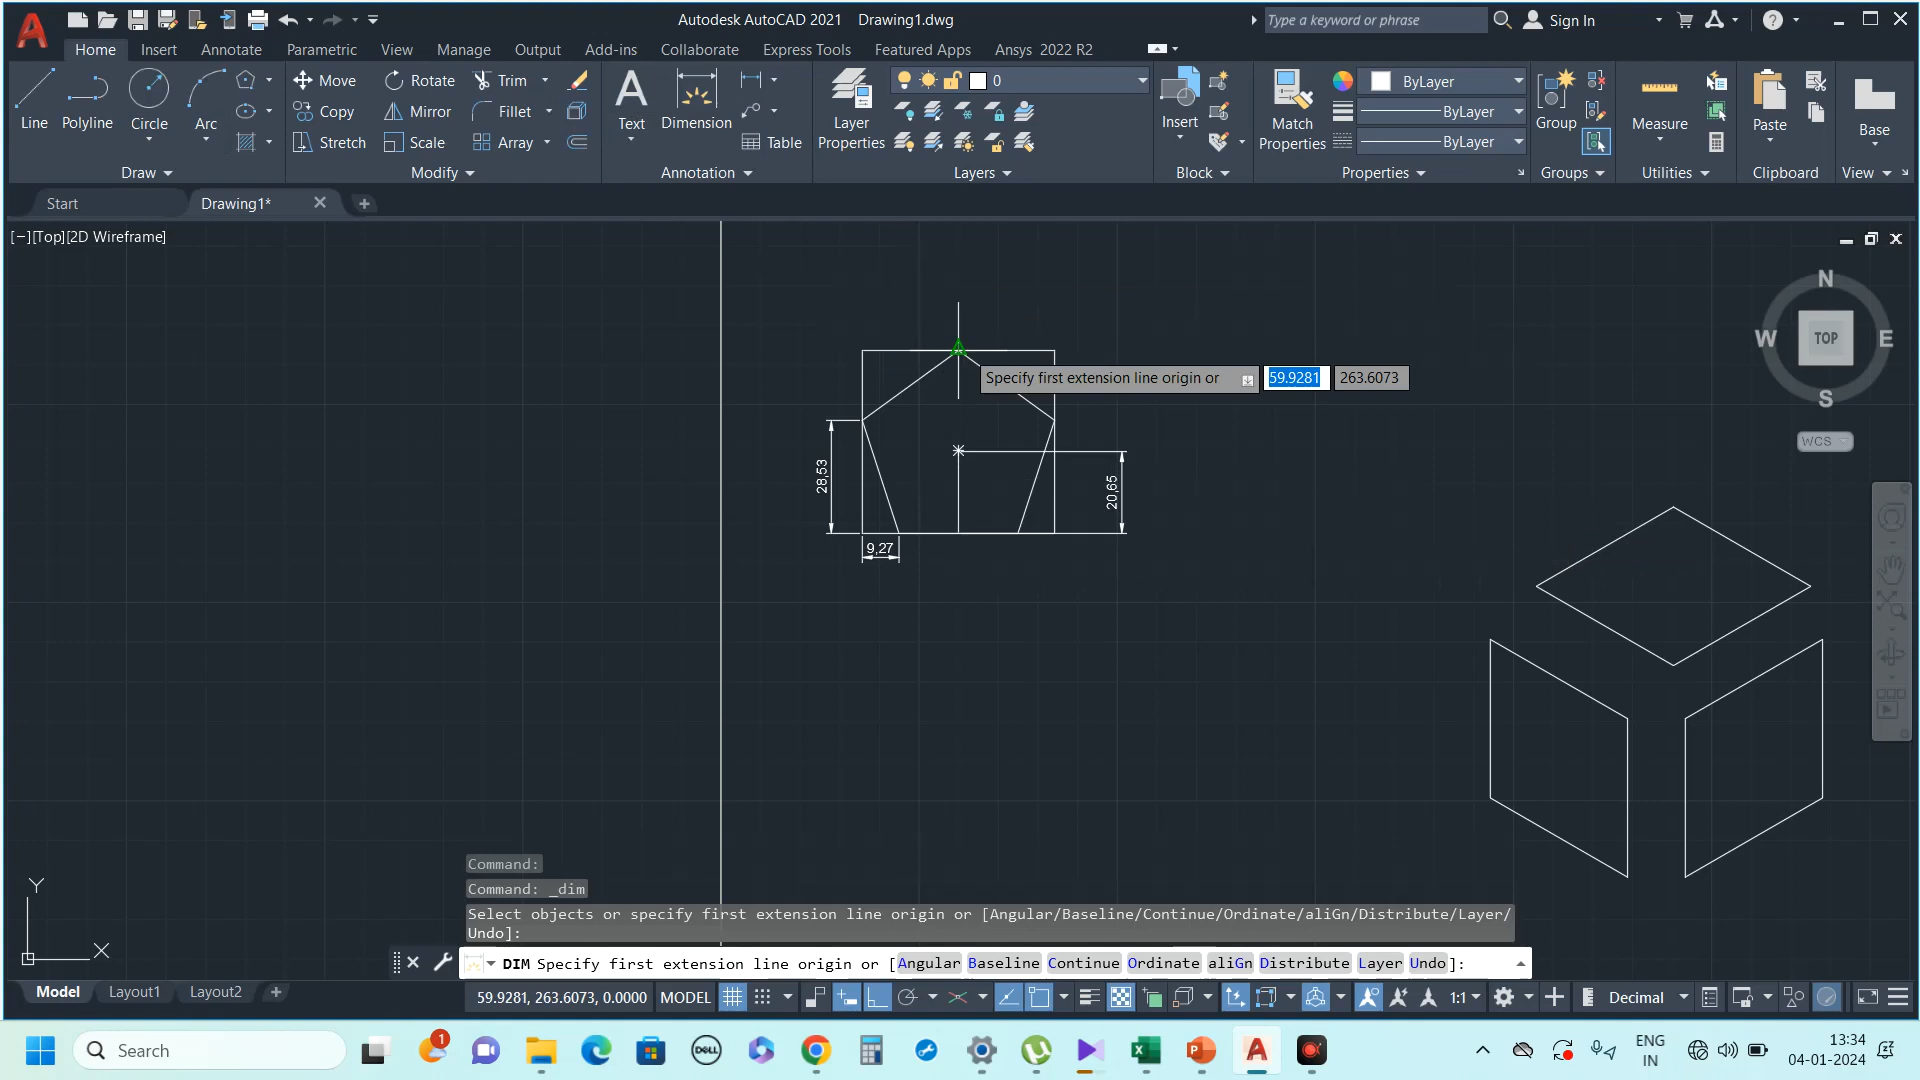 Autodesk AutoCAD 2021 Drawing1.dwg
Type a keyword or phrase
Sign In
Home Insert Annotate Parametric View Manage Output Add-ins Collaborate Express Tools Featured Apps Ansys 2022 R2
Line Polyline Circle Arc
Move Rotate Trim
Copy Mirror Fillet
Stretch Scale Array
Text Dimension Table
Layer Properties
0
Insert
Match Properties
ByLayer
ByLayer
ByLayer
Group Measure Paste Base
Draw Modify Annotation Layers Block Properties Groups Utilities Clipboard View
Start Drawing1*
[−][Top][2D Wireframe]
N
W TOP E
S
WCS
Specify first extension line origin or 59.9281 263.6073
28,53
20,65
9,27
Y
X
Command:
Command: _dim
Select objects or specify first extension line origin or [Angular/Baseline/Continue/Ordinate/aliGn/Distribute/Layer/
Undo]:
DIM Specify first extension line origin or [Angular Baseline Continue Ordinate aliGn Distribute Layer Undo]:
Model Layout1 Layout2
59.9281, 263.6073, 0.0000 MODEL 1:1 Decimal
Search
1
DELL
ENG
IN
13:34
04-01-2024